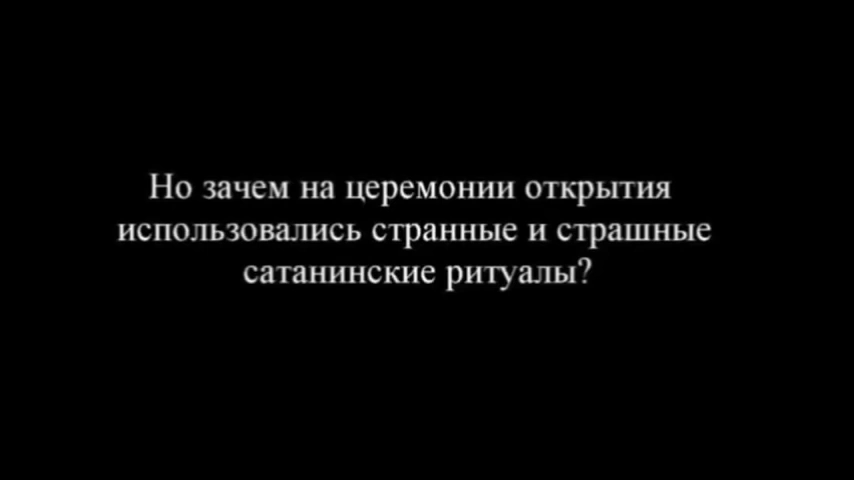 Но зачем на церемонии открытия
использовались странные и страшные
сатанинские ритуалы?